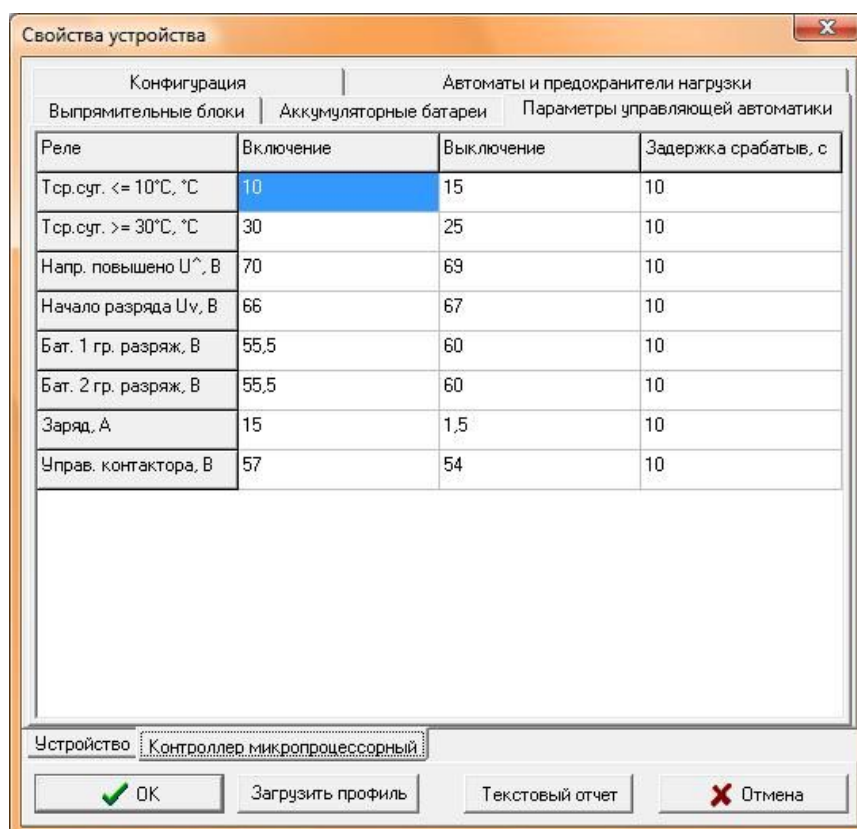 Свойства устройства
Конфигурация Автоматы и предохранители нагрузки
Выпрямительные блоки Аккумуляторные батареи Параметры управляющей автоматики
Реле Включение Выключение Задержка срабатыв, с
Тср.сут. <= 10°C, °C 10 15 10
Тср.сут. >= 30°C, °C 30 25 10
Напр. повышено U^, В 70 69 10
Начало разряда Uv, В 66 67 10
Бат. 1 гр. разряж, В 55,5 60 10
Бат. 2 гр. разряж, В 55,5 60 10
Заряд, А 15 1,5 10
Управ. контактора, В 57 54 10
Устройство Контроллер микропроцессорный
ОК Загрузить профиль Текстовый отчет Отмена